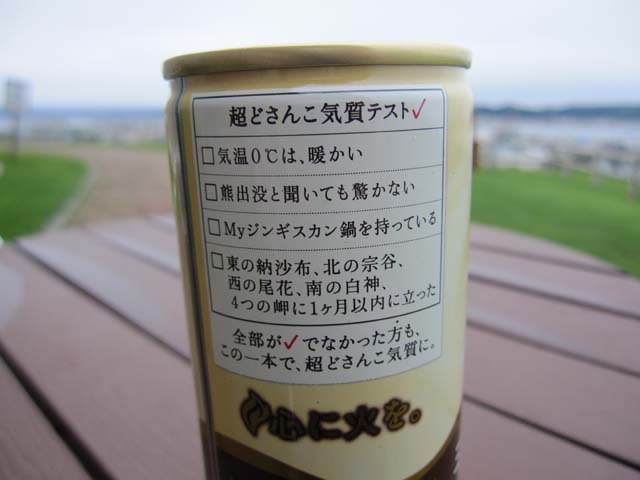 超どさんこ気質テスト✓
□気温0℃は、暖かい
□熊出没と聞いても驚かない
□Myジンギスカン鍋を持っている
□東の納沙布、北の宗谷、
西の尾花、南の白神、
4つの岬に1ヶ月以内に立った
全部が✓でなかった方も、
この一本で、超どさんこ気質に。
心に火を。